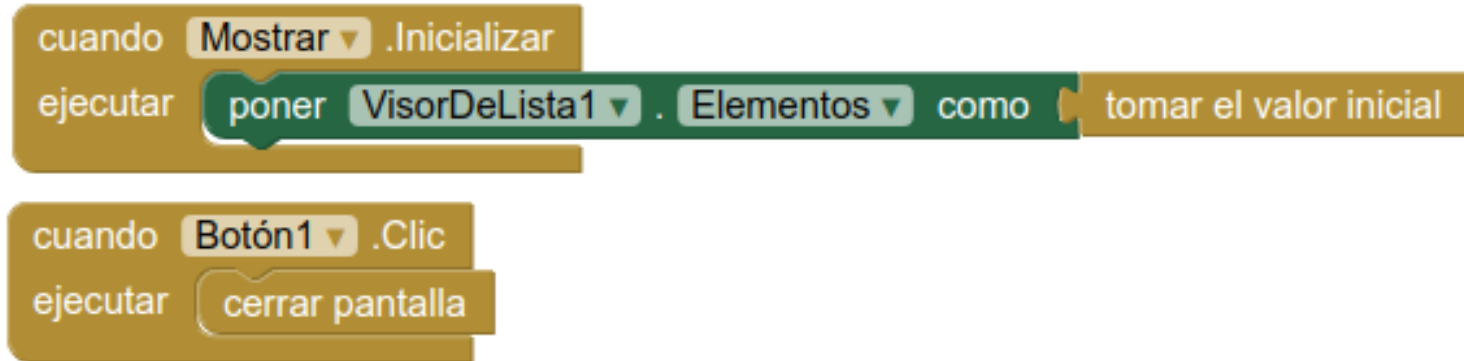 cuando Mostrar .Inicializar
ejecutar poner VisorDeLista1 . Elementos como tomar el valor inicial
cuando Botón1 .Clic
ejecutar cerrar pantalla